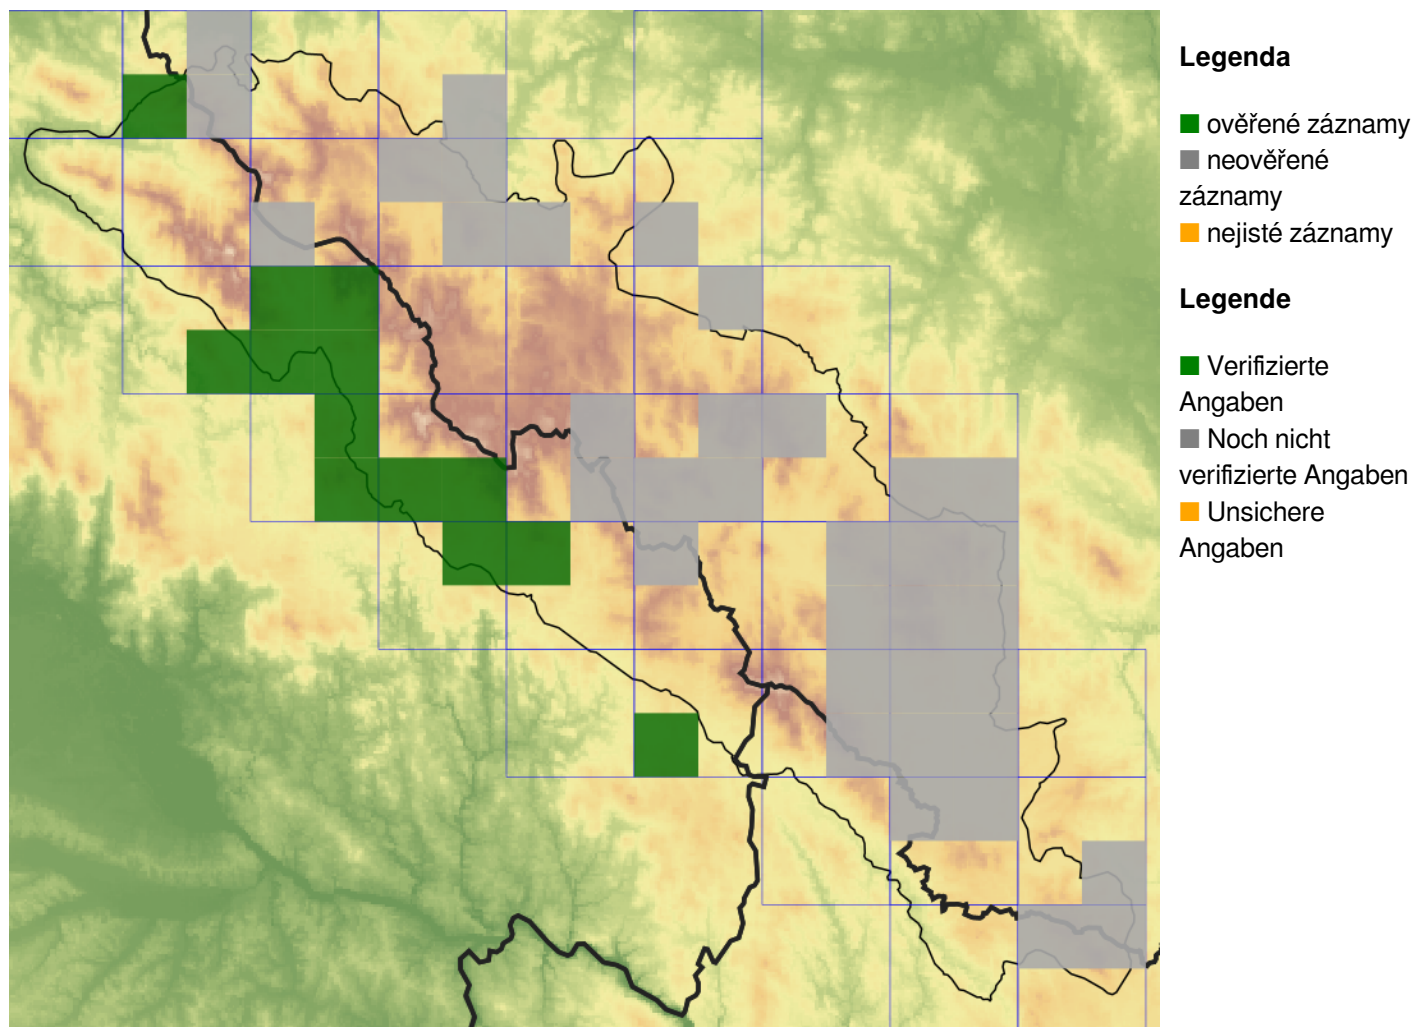 Legenda
ověřené záznamy
neověřené
záznamy
nejisté záznamy
Legende
Verifizierte
Angaben
Noch nicht
verifizierte Angaben
Unsichere
Angaben